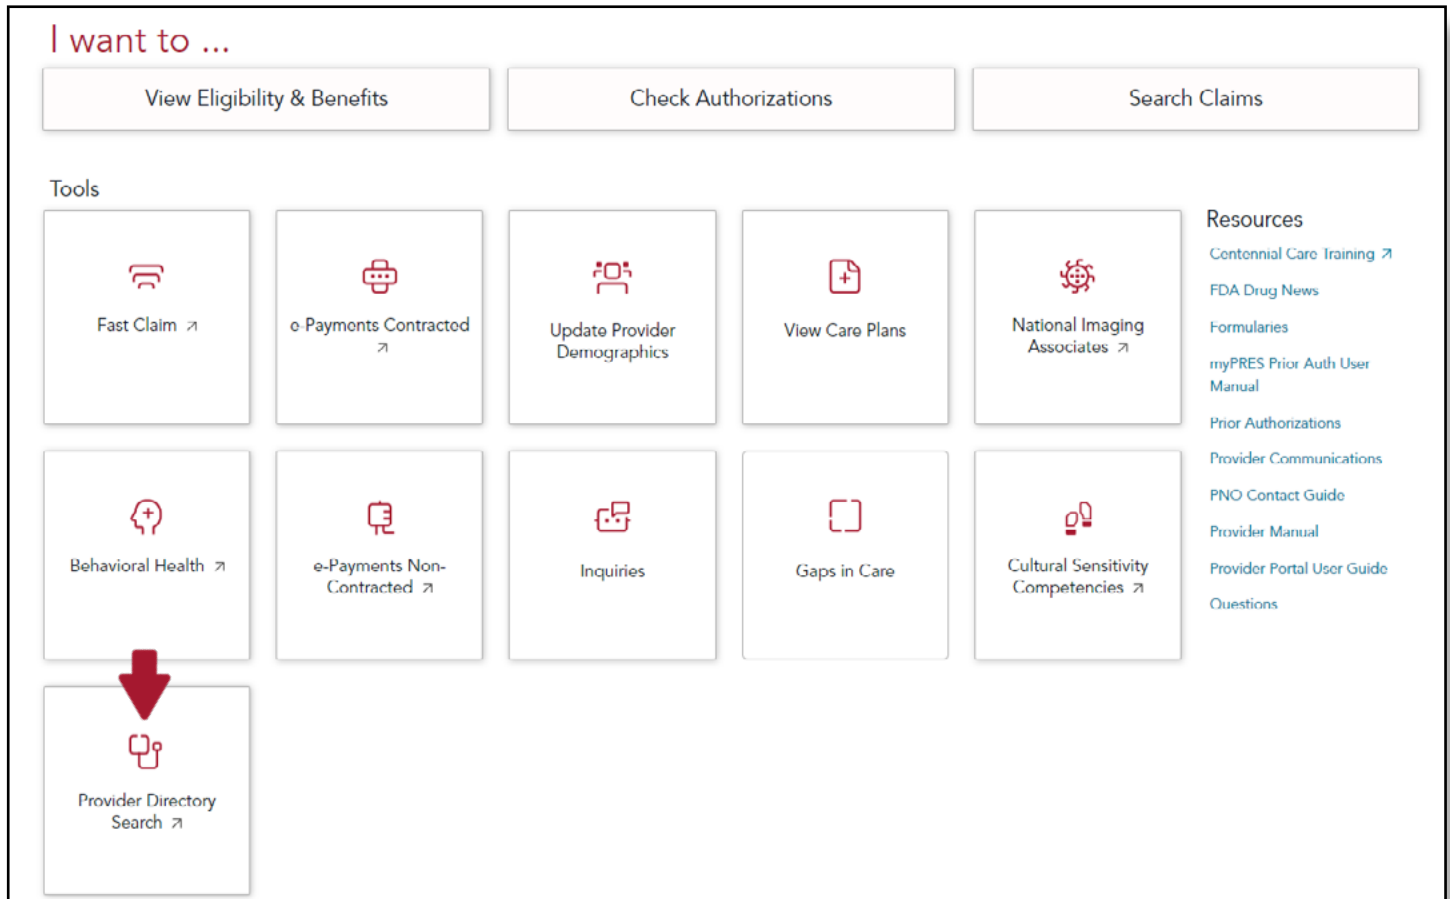 I want to ...
View Eligibility & Benefits
Check Authorizations
Search Claims
Tools
Fast Claim ↗
e-Payments Contracted
↗
Update Provider
Demographics
View Care Plans
National Imaging
Associates ↗
Behavioral Health ↗
e-Payments Non-
Contracted ↗
Inquiries
Gaps in Care
Cultural Sensitivity
Competencies ↗
Provider Directory
Search ↗
Resources
Centennial Care Training ↗
FDA Drug News
Formularies
myPRES Prior Auth User
Manual
Prior Authorizations
Provider Communications
PNO Contact Guide
Provider Manual
Provider Portal User Guide
Questions